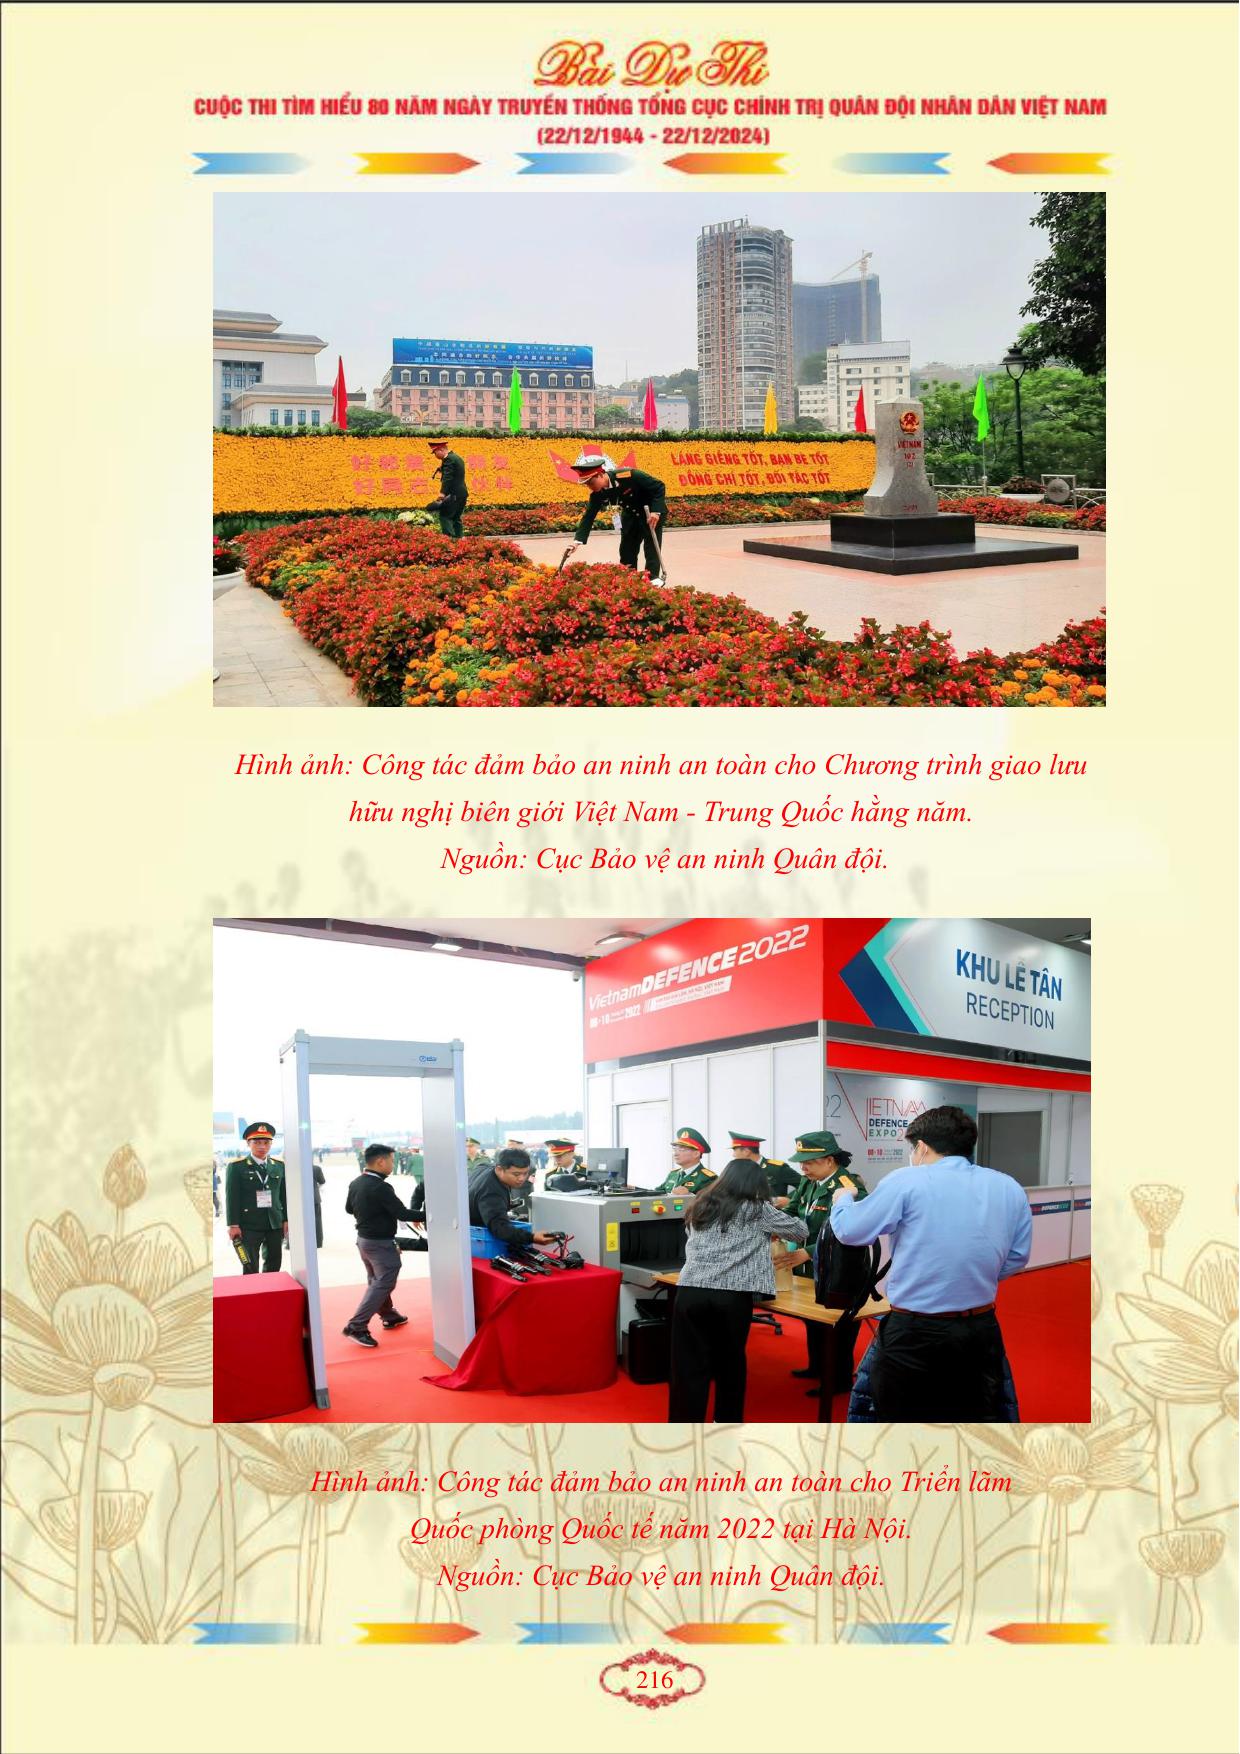 Bài Dự Thi
CUỘC THI TÌM HIỂU 80 NĂM NGÀY TRUYỀN THỐNG TỔNG CỤC CHÍNH TRỊ QUÂN ĐỘI NHÂN DÂN VIỆT NAM
(22/12/1944 - 22/12/2024)
LÁNG GIỀNG TỐT, BẠN BÈ TỐT
ĐỒNG CHÍ TỐT, ĐỐI TÁC TỐT
VIỆT NAM
Hình ảnh: Công tác đảm bảo an ninh an toàn cho Chương trình giao lưu
hữu nghị biên giới Việt Nam - Trung Quốc hằng năm.
Nguồn: Cục Bảo vệ an ninh Quân đội.
VietnamDEFENCE2022
KHU LỄ TÂN
RECEPTION
DEFENCE
EXPO
Hình ảnh: Công tác đảm bảo an ninh an toàn cho Triển lãm
Quốc phòng Quốc tế năm 2022 tại Hà Nội.
Nguồn: Cục Bảo vệ an ninh Quân đội.
216